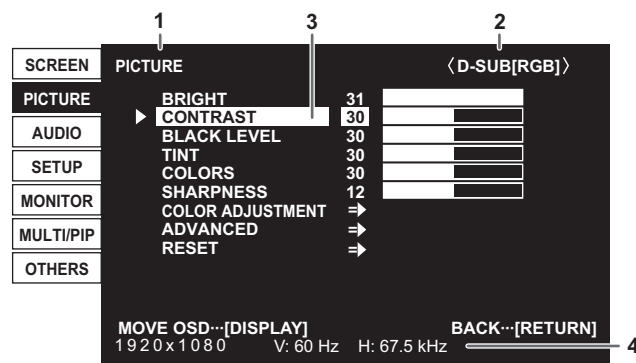 1 3 2
SCREEN PICTURE 〈D-SUB[RGB]〉
PICTURE
BRIGHT 31
CONTRAST 30
AUDIO
BLACK LEVEL 30
TINT 30
SETUP
COLORS 30
SHARPNESS 12
MONITOR
COLOR ADJUSTMENT
ADVANCED
MULTI/PIP
RESET
OTHERS
MOVE OSD···[DISPLAY] BACK···[RETURN]
1920x1080 V: 60 Hz H: 67.5 kHz 4